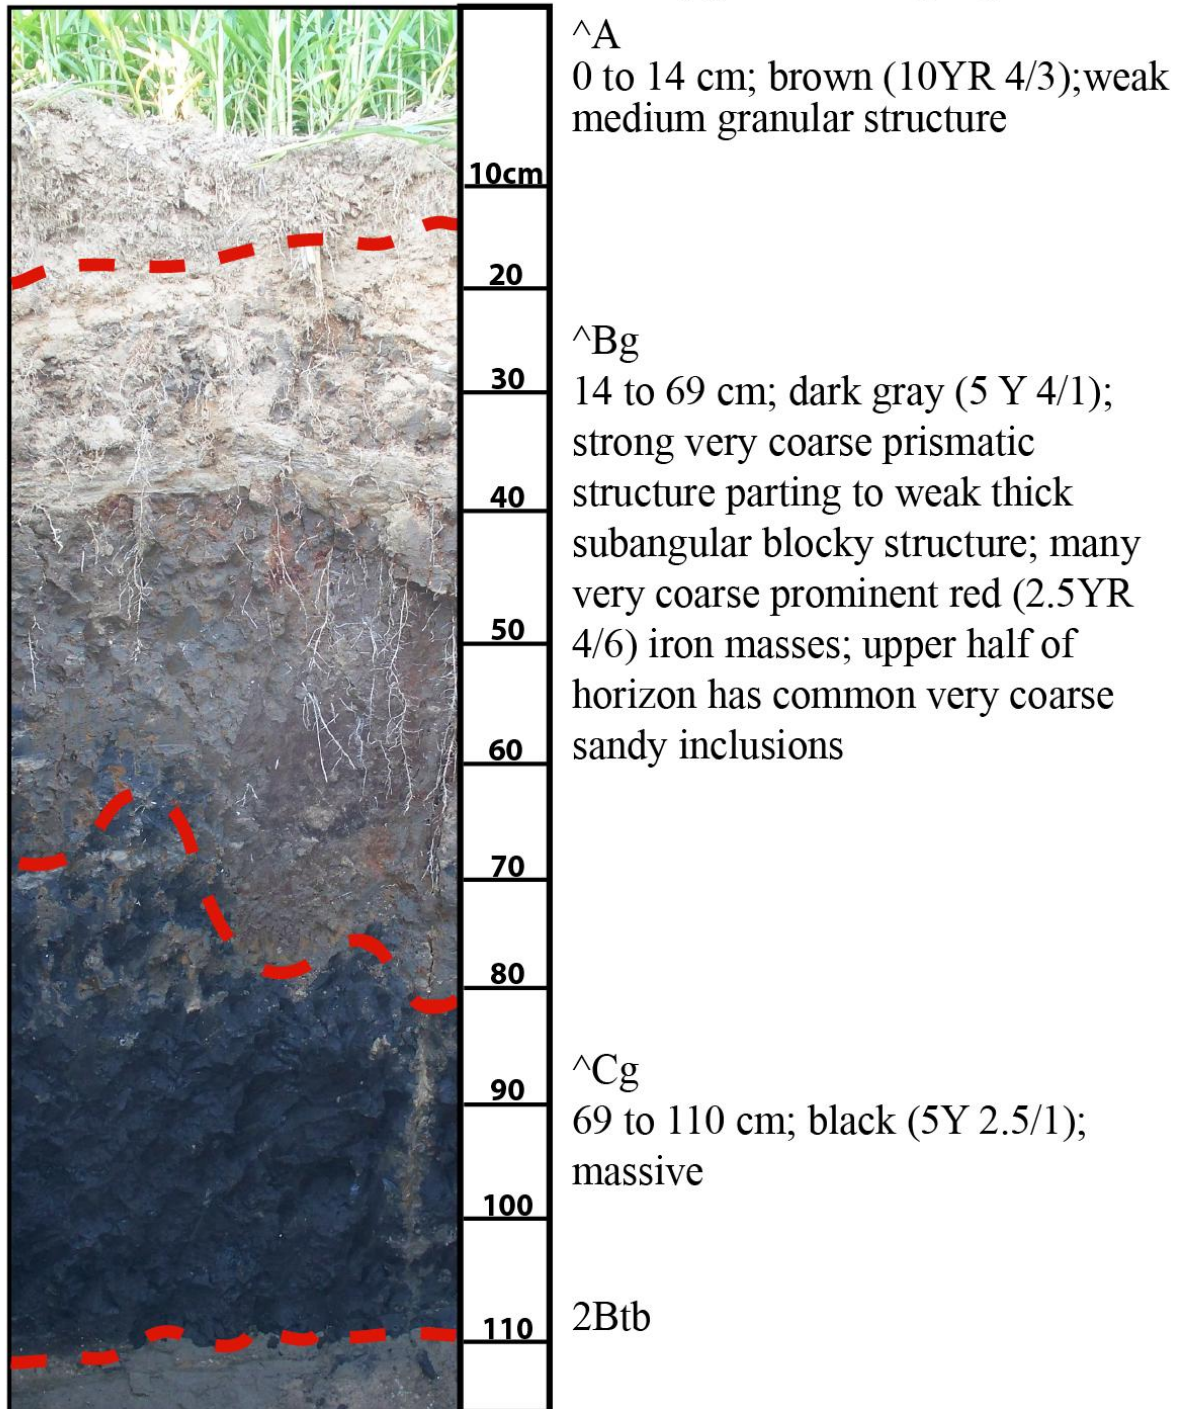 ^A
0 to 14 cm; brown (10YR 4/3);weak
medium granular structure
10cm
20
30
40
50
60
70
80
90
100
110
^Bg
14 to 69 cm; dark gray (5 Y 4/1);
strong very coarse prismatic
structure parting to weak thick
subangular blocky structure; many
very coarse prominent red (2.5YR
4/6) iron masses; upper half of
horizon has common very coarse
sandy inclusions
^Cg
69 to 110 cm; black (5Y 2.5/1);
massive
2Btb